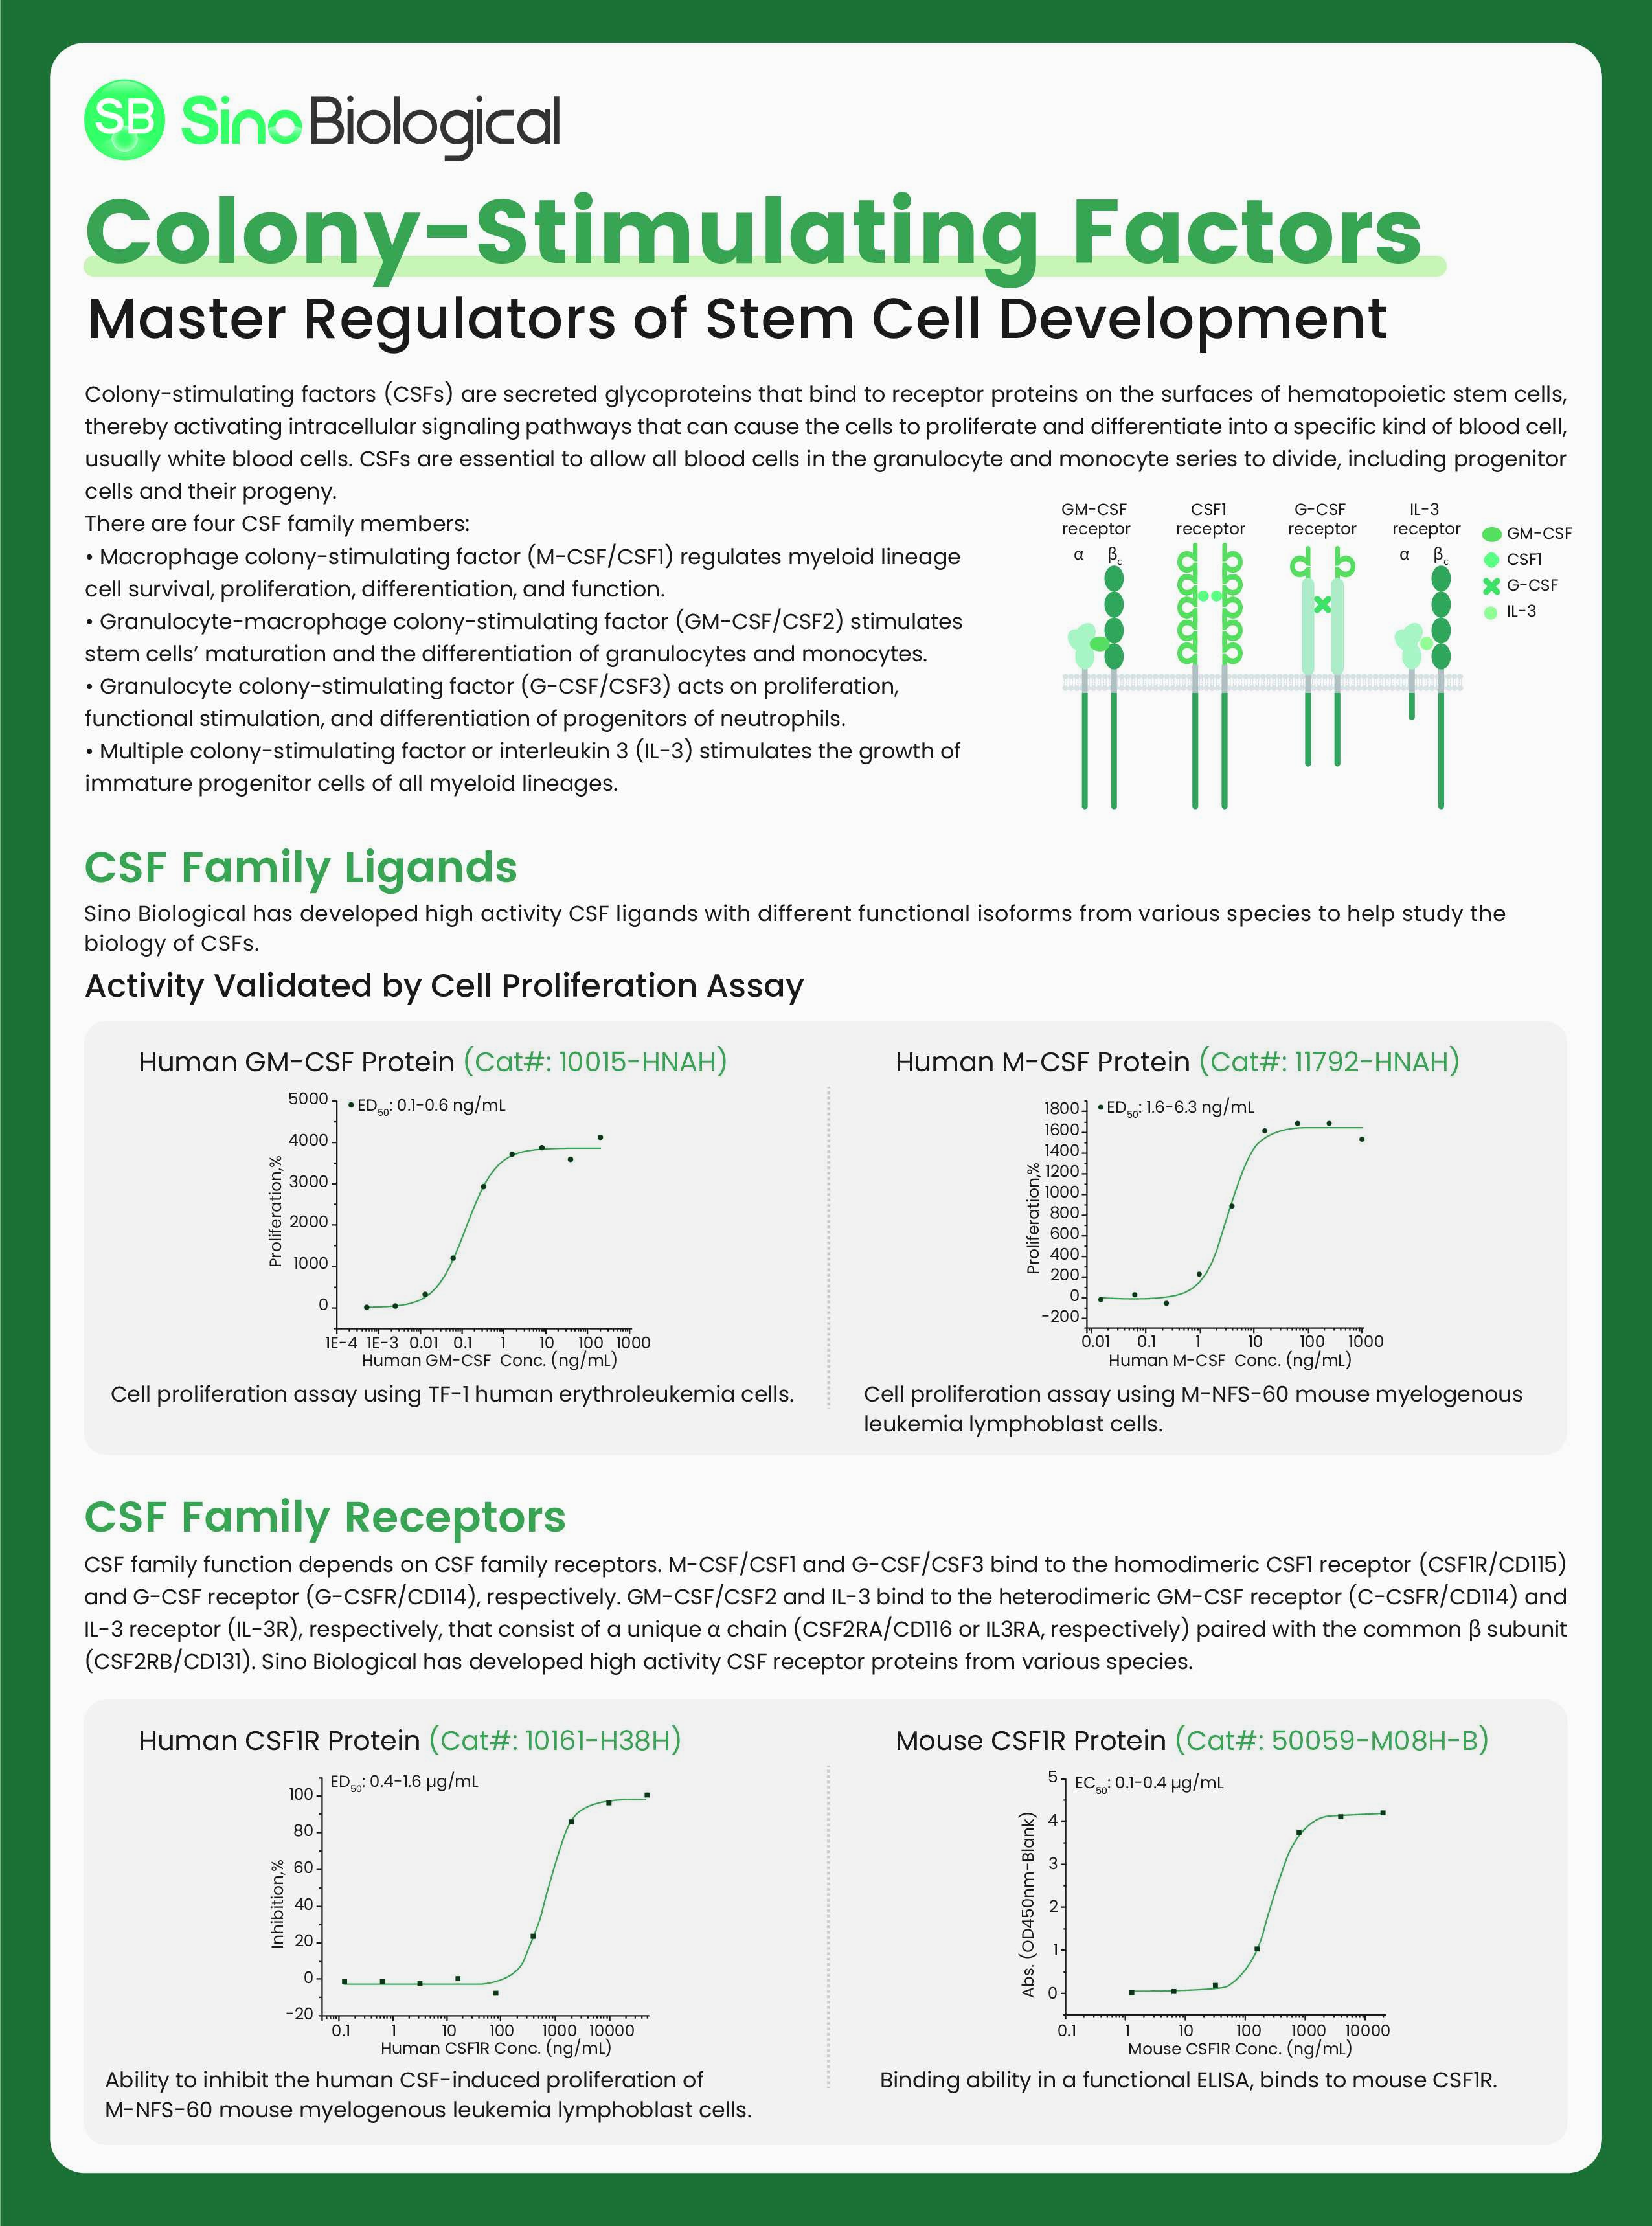 SB SinoBiological
Colony-Stimulating Factors
Master Regulators of Stem Cell Development
Colony-stimulating factors (CSFs) are secreted glycoproteins that bind to receptor proteins on the surfaces of hematopoietic stem cells,
thereby activating intracellular signaling pathways that can cause the cells to proliferate and differentiate into a specific kind of blood cell,
usually white blood cells. CSFs are essential to allow all blood cells in the granulocyte and monocyte series to divide, including progenitor
cells and their progeny.
There are four CSF family members:
• Macrophage colony-stimulating factor (M-CSF/CSF1) regulates myeloid lineage
cell survival, proliferation, differentiation, and function.
• Granulocyte-macrophage colony-stimulating factor (GM-CSF/CSF2) stimulates
stem cells’ maturation and the differentiation of granulocytes and monocytes.
• Granulocyte colony-stimulating factor (G-CSF/CSF3) acts on proliferation,
functional stimulation, and differentiation of progenitors of neutrophils.
• Multiple colony-stimulating factor or interleukin 3 (IL-3) stimulates the growth of
immature progenitor cells of all myeloid lineages.
GM-CSF CSF1 G-CSF IL-3
receptor receptor receptor receptor
α βc α βc
GM-CSF
CSF1
G-CSF
IL-3
CSF Family Ligands
Sino Biological has developed high activity CSF ligands with different functional isoforms from various species to help study the
biology of CSFs.
Activity Validated by Cell Proliferation Assay
Human GM-CSF Protein (Cat#: 10015-HNAH)
ED50: 0.1-0.6 ng/mL
Proliferation,%
5000
4000
3000
2000
1000
0
1E-4 1E-3 0.01 0.1 1 10 100 1000
Human GM-CSF Conc. (ng/mL)
Cell proliferation assay using TF-1 human erythroleukemia cells.
Human M-CSF Protein (Cat#: 11792-HNAH)
ED50: 1.6-6.3 ng/mL
Proliferation,%
1800
1600
1400
1200
1000
800
600
400
200
0
-200
0.01 0.1 1 10 100 1000
Human M-CSF Conc. (ng/mL)
Cell proliferation assay using M-NFS-60 mouse myelogenous
leukemia lymphoblast cells.
CSF Family Receptors
CSF family function depends on CSF family receptors. M-CSF/CSF1 and G-CSF/CSF3 bind to the homodimeric CSF1 receptor (CSF1R/CD115)
and G-CSF receptor (G-CSFR/CD114), respectively. GM-CSF/CSF2 and IL-3 bind to the heterodimeric GM-CSF receptor (C-CSFR/CD114) and
IL-3 receptor (IL-3R), respectively, that consist of a unique α chain (CSF2RA/CD116 or IL3RA, respectively) paired with the common β subunit
(CSF2RB/CD131). Sino Biological has developed high activity CSF receptor proteins from various species.
Human CSF1R Protein (Cat#: 10161-H38H)
ED50: 0.4-1.6 µg/mL
Inhibition,%
100
80
60
40
20
0
-20
0.1 1 10 100 1000 10000
Human CSF1R Conc. (ng/mL)
Ability to inhibit the human CSF-induced proliferation of
M-NFS-60 mouse myelogenous leukemia lymphoblast cells.
Mouse CSF1R Protein (Cat#: 50059-M08H-B)
EC50: 0.1-0.4 µg/mL
Abs. (OD450nm-Blank)
5
4
3
2
1
0
0.1 1 10 100 1000 10000
Mouse CSF1R Conc. (ng/mL)
Binding ability in a functional ELISA, binds to mouse CSF1R.